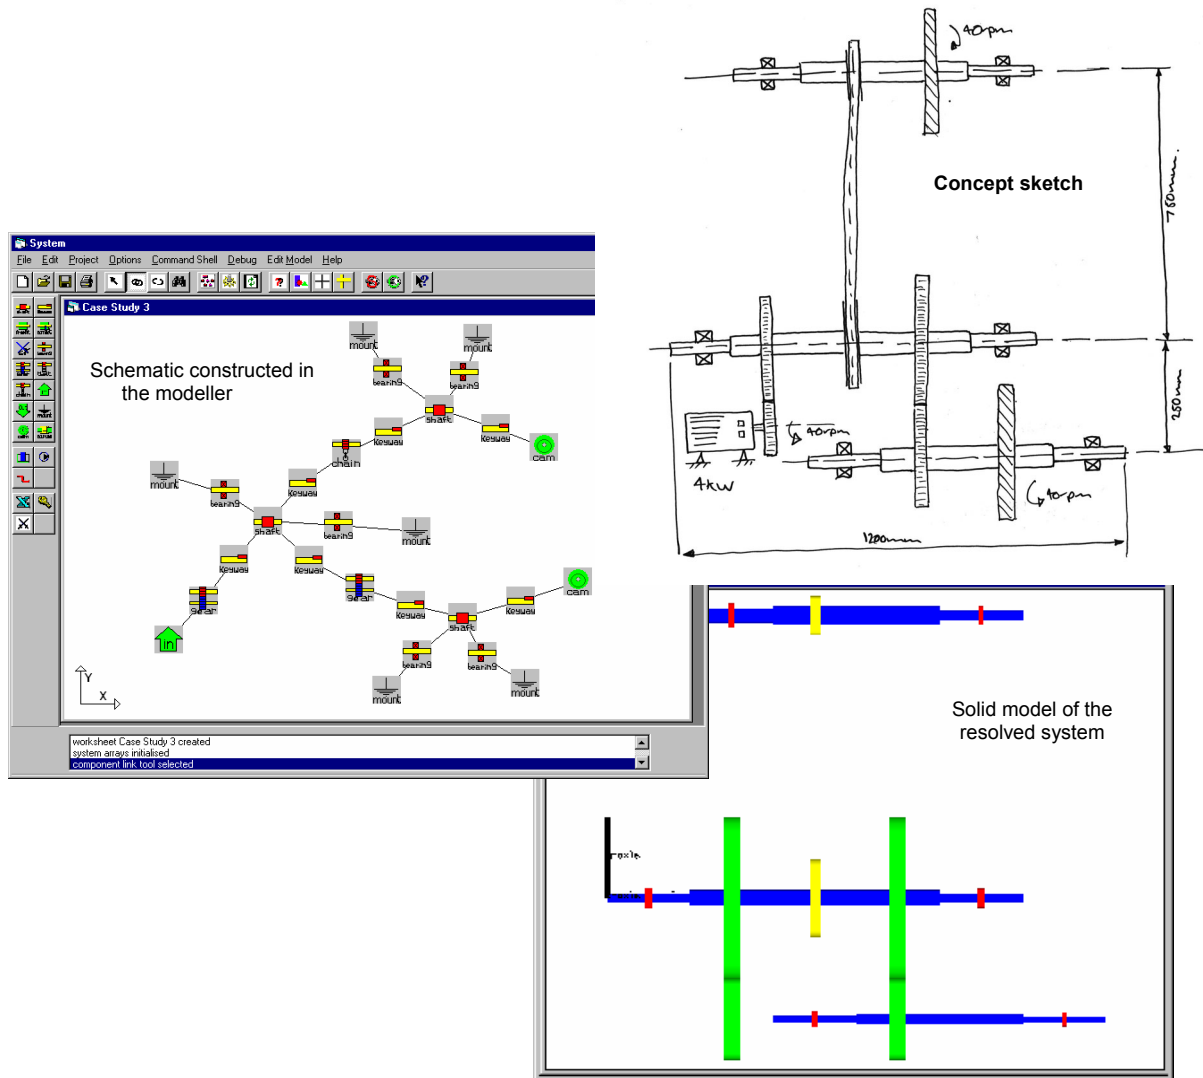 40rpm
Concept sketch
750mm.
250mm
40rpm
4kW
40rpm
1200mm
System
File Edit Project Options Command Shell Debug Edit Model Help
Case Study 3
Schematic constructed in
the modeller
mount
mount
bearing
bearing
shaft
Keyway
Keyway
chain
cam
mount
Keyway
bearing
shaft
bearing
mount
Keyway
Keyway
gear
gear
Keyway
Keyway
cam
shaft
in
bearing
bearing
mount
mount
Y
X
worksheet Case Study 3 created
system arrays initialised
component link tool selected
Solid model of the
resolved system